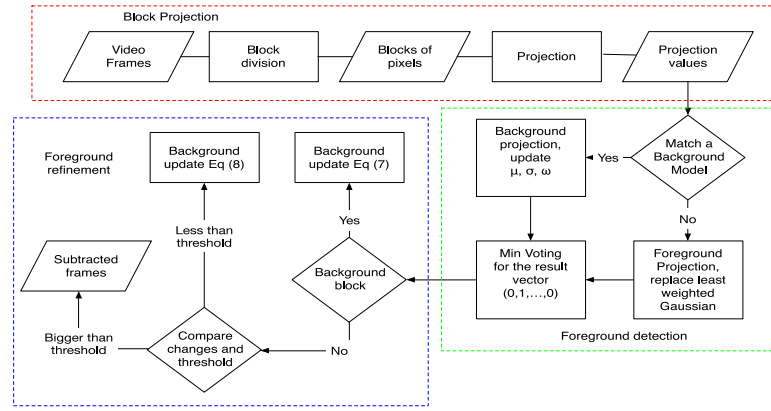 Block Projection
Video
Frames
Block
division
Blocks of
pixels
Projection
Projection
values
Foreground
refinement
Background
update Eq (8)
Background
update Eq (7)
Background
projection,
update
μ, σ, ω
Yes
Match a
Background
Model
Less than
threshold
Yes
No
Subtracted
frames
Background
block
Min Voting
for the result
vector
(0,1,...,0)
Foreground
Projection,
replace least
weighted
Gaussian
Bigger than
threshold
Compare
changes and
threshold
No
Foreground detection